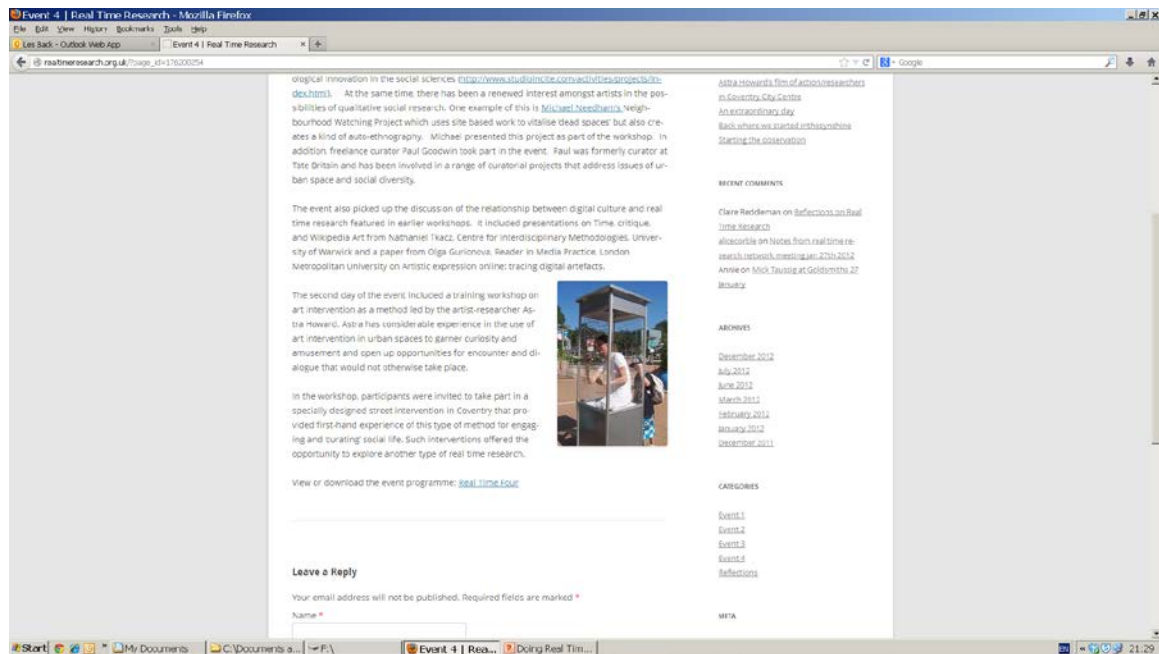 Event 4 | Real Time Research - Mozilla Firefox
File Edit View History Bookmarks Tools Help
Les Back - Outlook Web App
Event 4 | Real Time Research
realtimeresearch.org.uk/?page_id=176200254
Google
ological innovation in the social sciences (http://www.studioincite.com/activities/projects/in-
dex.html). At the same time, there has been a renewed interest amongst artists in the pos-
sibilities of qualitative social research. One example of this is Michael Needham's Neigh-
bourhood Watching Project which uses site based work to vitalise dead spaces' but also cre-
ates a kind of auto-ethnography. Michael presented this project as part of the workshop. In
addition, freelance curator Paul Goodwin took part in the event. Paul was formerly curator at
Tate Britain and has been involved in a range of curatorial projects that address issues of ur-
ban space and social diversity.
The event also picked up the discussion of the relationship between digital culture and real
time research featured in earlier workshops. It included presentations on Time, critique,
and Wikipedia Art from Nathaniel Tkacz, Centre for Interdisciplinary Methodologies, Univer-
sity of Warwick and a paper from Olga Guriunova, Reader in Media Practice, London
Metropolitan University on Artistic expression online: tracing digital artefacts.
The second day of the event included a training workshop on
art intervention as a method led by the artist-researcher As-
tra Howard. Astra has considerable experience in the use of
art intervention in urban spaces to garner curiosity and
amusement and open up opportunities for encounter and di-
alogue that would not otherwise take place.
In the workshop, participants were invited to take part in a
specially designed street intervention in Coventry that pro-
vided first-hand experience of this type of method for engag-
ing and curating' social life. Such interventions offered the
opportunity to explore another type of real time research.
View or download the event programme: Real Time Four
Leave a Reply
Your email address will not be published. Required fields are marked *
Name *
Astra Howard's film of action/researchers
in Coventry City Centre
An extraordinary day
Back where we started inthisynshine
Starting the observation
RECENT COMMENTS
Claire Reddleman on Reflections on Real
Time Research
alicecorble on Notes from real time re-
search network meeting jan 27th 2012
Annie on Mick Taussig at Goldsmiths 27
January
ARCHIVES
December 2012
July 2012
June 2012
March 2012
February 2012
January 2012
December 2011
CATEGORIES
Event 1
Event 2
Event 3
Event 4
Reflections
META
Start
My Documents
C:\Documents a...
F:\
Event 4 | Rea...
Doing Real Tim...
EN
21:29